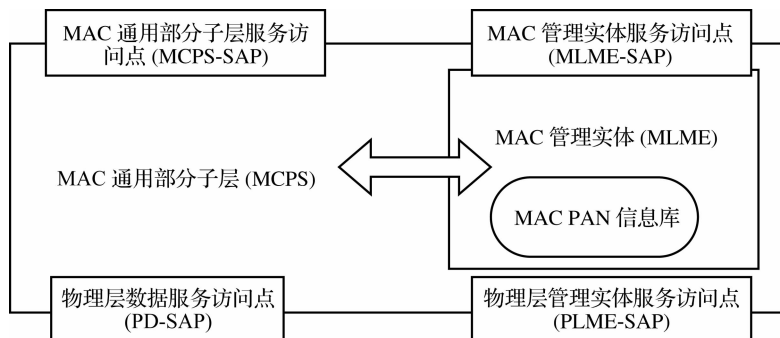 MAC 通用部分子层服务访
问点 (MCPS-SAP)
MAC 管理实体服务访问点
(MLME-SAP)
MAC 管理实体 (MLME)
MAC 通用部分子层 (MCPS)
MAC PAN 信息库
物理层数据服务访问点
(PD-SAP)
物理层管理实体服务访问点
(PLME-SAP)